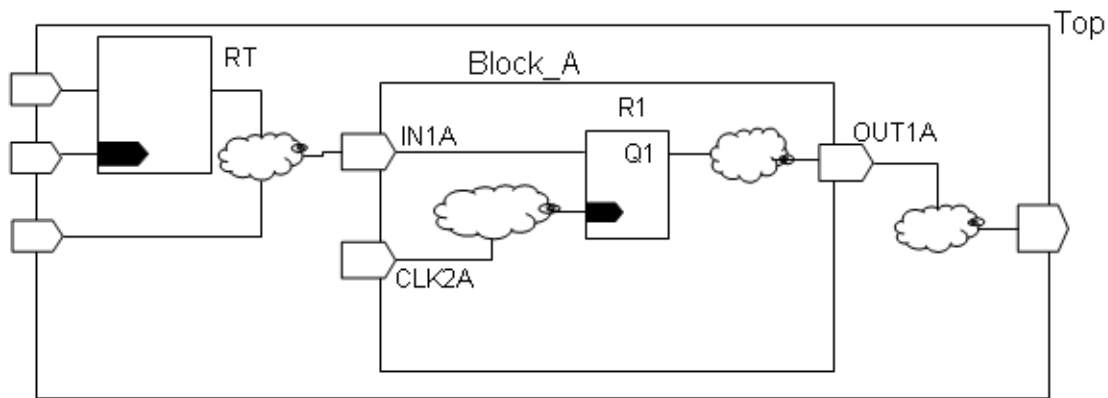 Top
RT
Block_A
R1
IN1A
Q1
OUT1A
CLK2A